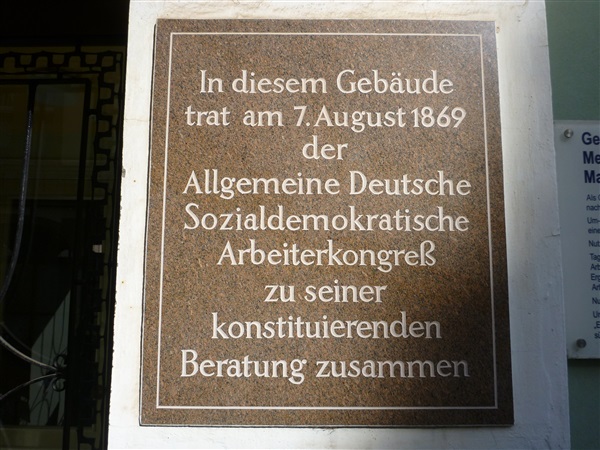 In diesem Gebäude
trat am 7. August 1869
der
Allgemeine Deutsche
Sozialdemokratische
Arbeiterkongreß
zu seiner
konstituierenden
Beratung zusammen